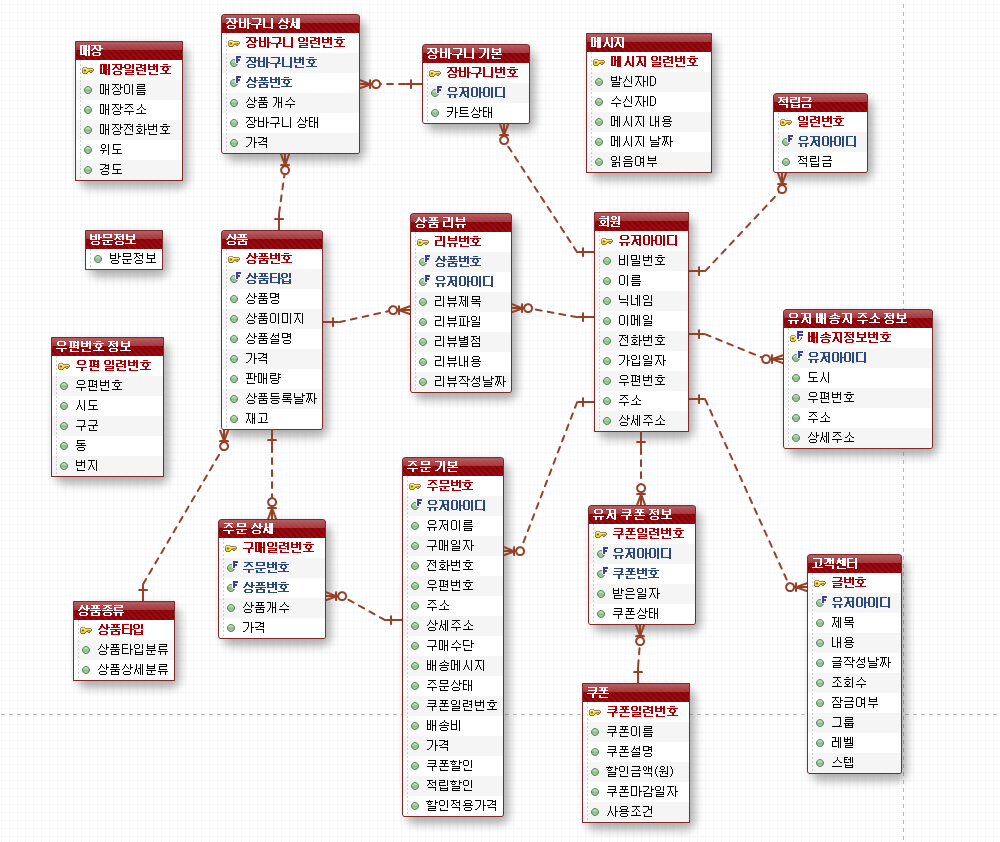 매장
매장일련번호
매장이름
매장주소
매장전화번호
위도
경도
장바구니 상세
장바구니 일련번호
장바구니번호
상품번호
상품 개수
장바구니 상태
가격
장바구니 기본
장바구니번호
유저아이디
카트상태
메시지
메시지 일련번호
발신자ID
수신자ID
메시지 내용
메시지 날짜
읽음여부
적립금
일련번호
유저아이디
적립금
방문정보
방문정보
상품
상품번호
상품타입
상품명
상품이미지
상품설명
가격
판매량
상품등록날짜
재고
상품 리뷰
리뷰번호
상품번호
유저아이디
리뷰제목
리뷰파일
리뷰별점
리뷰내용
리뷰작성날짜
회원
유저아이디
비밀번호
이름
닉네임
이메일
전화번호
가입일자
우편번호
주소
상세주소
유저 배송지 주소 정보
배송지정보번호
유저아이디
도시
우편번호
주소
상세주소
우편번호 정보
우편 일련번호
우편번호
시도
구군
동
번지
주문 상세
구매일련번호
주문번호
상품번호
상품개수
가격
주문 기본
주문번호
유저아이디
유저이름
구매일자
전화번호
우편번호
주소
상세주소
구매수단
배송메시지
주문상태
쿠폰일련번호
배송비
가격
쿠폰할인
적립할인
할인적용가격
유저 쿠폰 정보
쿠폰일련번호
유저아이디
쿠폰번호
받은일자
쿠폰상태
고객센터
글번호
유저아이디
제목
내용
글작성날짜
조회수
잠금여부
그룹
레벨
스텝
상품종류
상품타입
상품타입분류
상품상세분류
쿠폰
쿠폰일련번호
쿠폰이름
쿠폰설명
할인금액(원)
쿠폰마감일자
사용조건